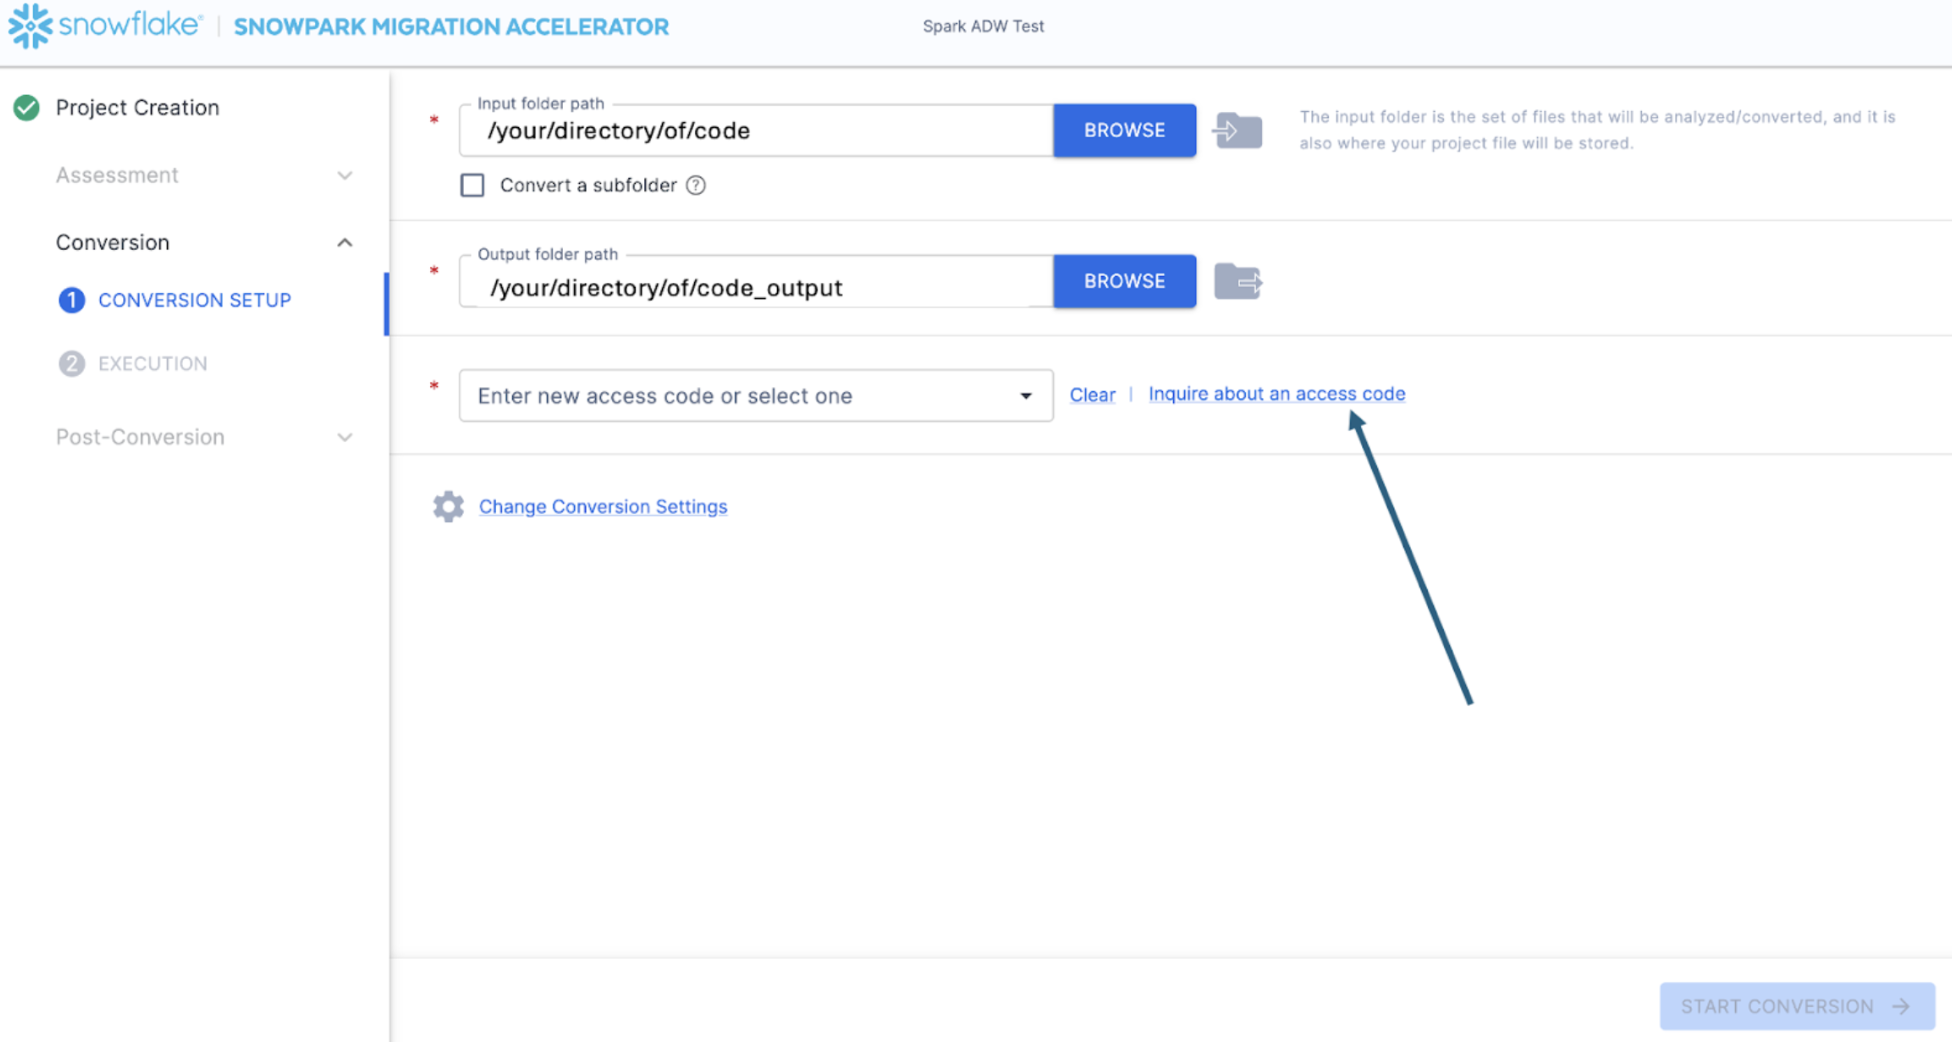 snowflake® | SNOWPARK MIGRATION ACCELERATOR
Spark ADW Test
Project Creation
Assessment
Conversion
1 CONVERSION SETUP
2 EXECUTION
Post-Conversion
* Input folder path
/your/directory/of/code
BROWSE
The input folder is the set of files that will be analyzed/converted, and it is
also where your project file will be stored.
Convert a subfolder ?
* Output folder path
/your/directory/of/code_output
BROWSE
* Enter new access code or select one
Clear | Inquire about an access code
Change Conversion Settings
START CONVERSION